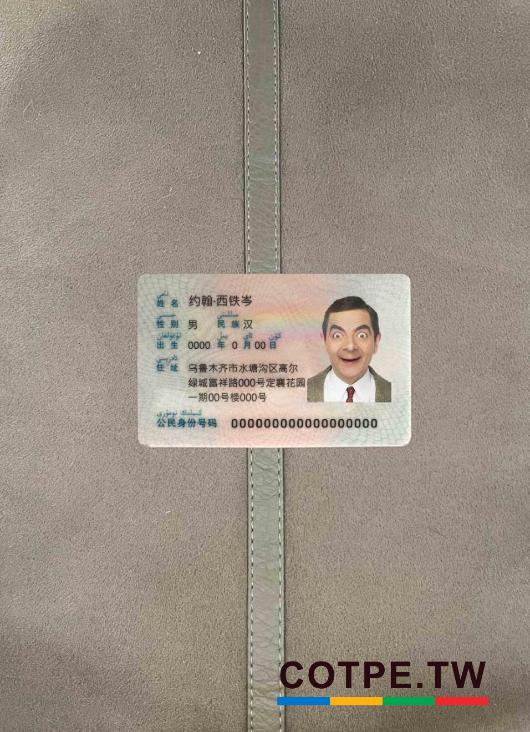 姓名 约翰·西铁岑
性别 男 民族 汉
出生 0000 年 0 月 00 日
住址 乌鲁木齐市水塘沟区高尔
绿城富祥路000号定襄花园
一期00号楼000号
公民身份号码 000000000000000000
COTPE.TW